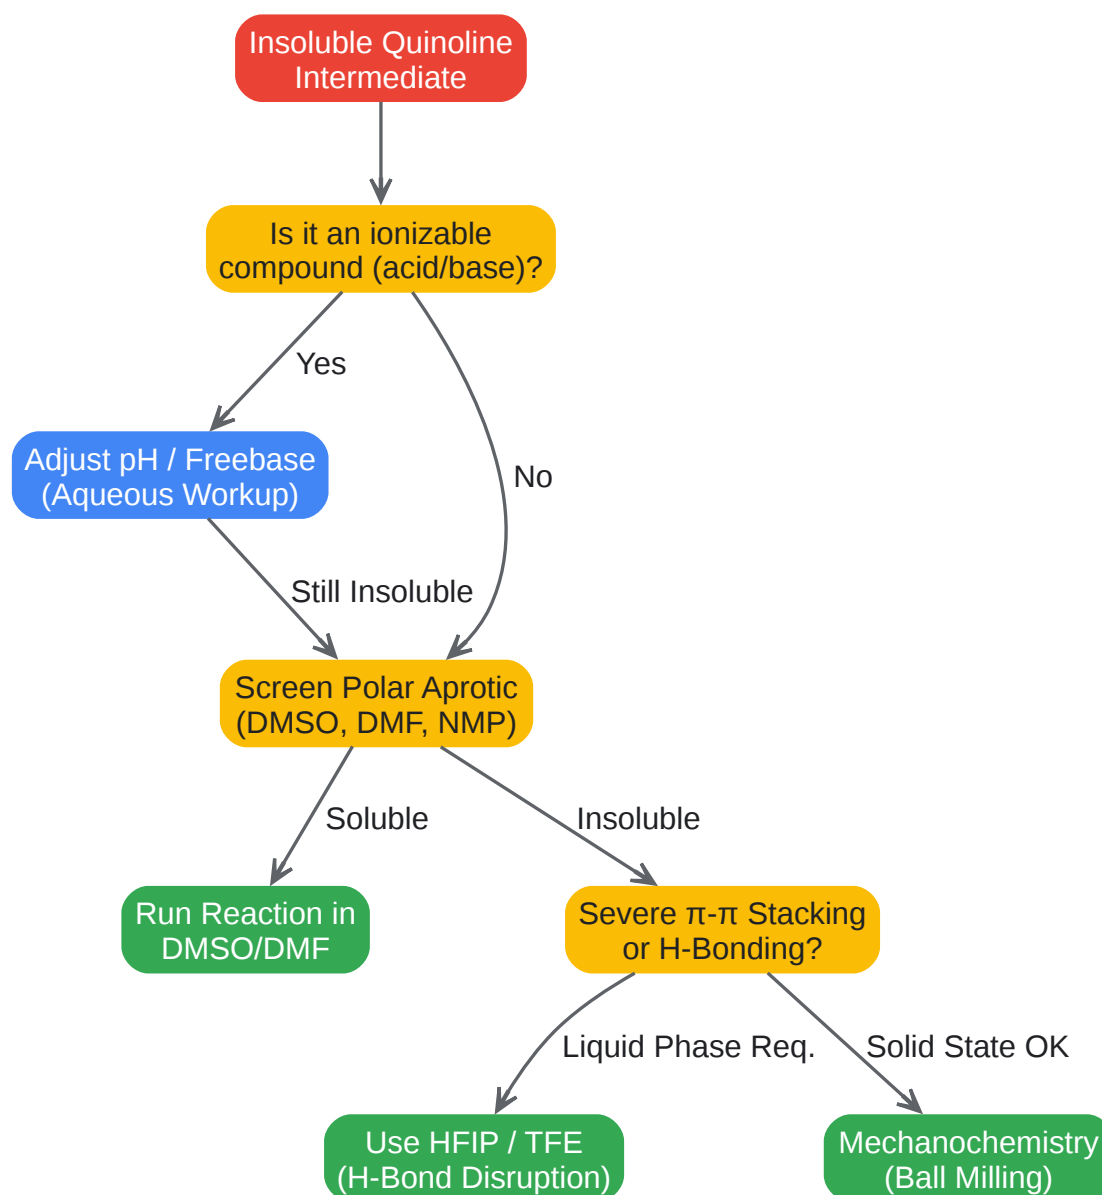 Insoluble Quinoline
Intermediate
Is it an ionizable
compound (acid/base)?
Yes
No
Adjust pH / Freebase
(Aqueous Workup)
Still Insoluble
Screen Polar Aprotic
(DMSO, DMF, NMP)
Soluble
Insoluble
Run Reaction in
DMSO/DMF
Severe π-π Stacking
or H-Bonding?
Liquid Phase Req.
Solid State OK
Use HFIP / TFE
(H-Bond Disruption)
Mechanochemistry
(Ball Milling)